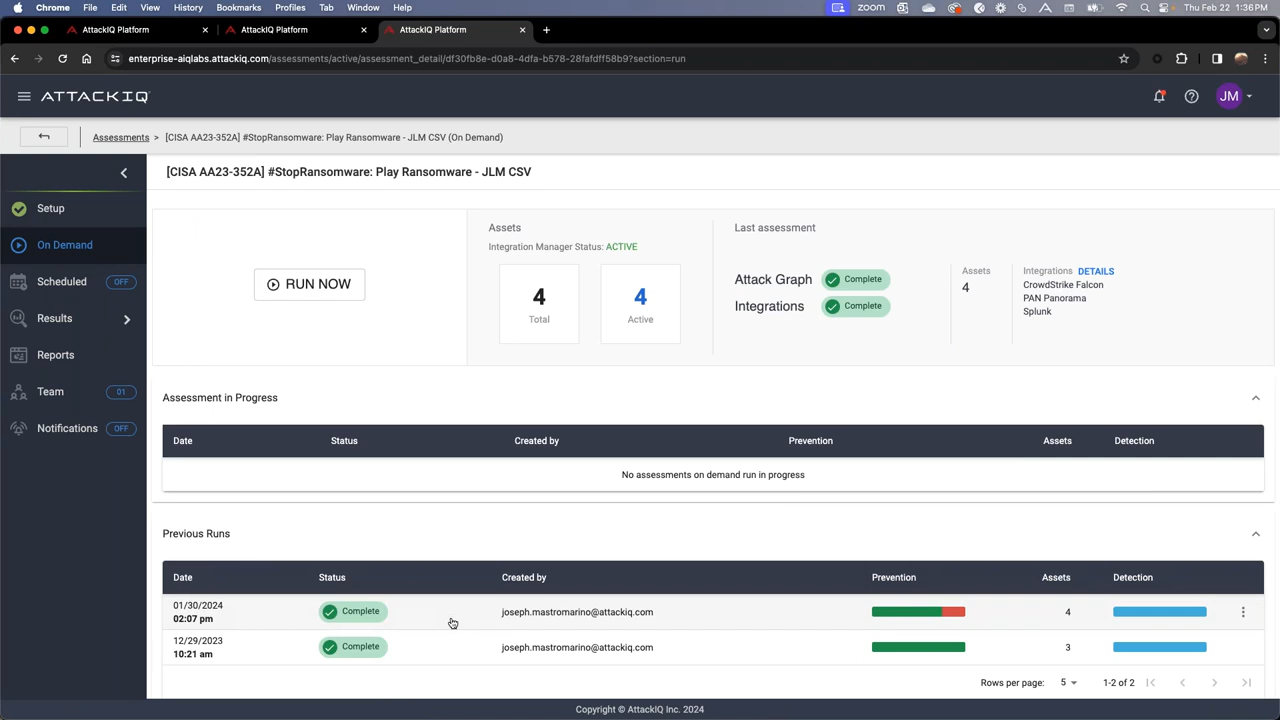 Chrome File Edit View History Bookmarks Profiles Tab Window Help ZOOM Thu Feb 22 1:36 PM
AttackIQ Platform AttackIQ Platform AttackIQ Platform
enterprise-aiqlabs.attackiq.com/assessments/active/assessment_detail/df30fb8e-d0a8-4dfa-b578-28fafdff58b9?section=run
ATTACKIQ JM
Assessments > [CISA AA23-352A] #StopRansomware: Play Ransomware - JLM CSV (On Demand)
[CISA AA23-352A] #StopRansomware: Play Ransomware - JLM CSV
Setup
On Demand
Scheduled OFF
Results
Reports
Team 01
Notifications OFF
RUN NOW
Assets
Integration Manager Status: ACTIVE
4 4
Total Active
Last assessment
Attack Graph Complete
Integrations Complete
Assets
4
Integrations DETAILS
CrowdStrike Falcon
PAN Panorama
Splunk
Assessment in Progress
Date Status Created by Prevention Assets Detection
No assessments on demand run in progress
Previous Runs
Date Status Created by Prevention Assets Detection
01/30/2024
02:07 pm Complete joseph.mastromarino@attackiq.com 4
12/29/2023
10:21 am Complete joseph.mastromarino@attackiq.com 3
Rows per page: 5 1-2 of 2
Copyright © AttackIQ Inc. 2024